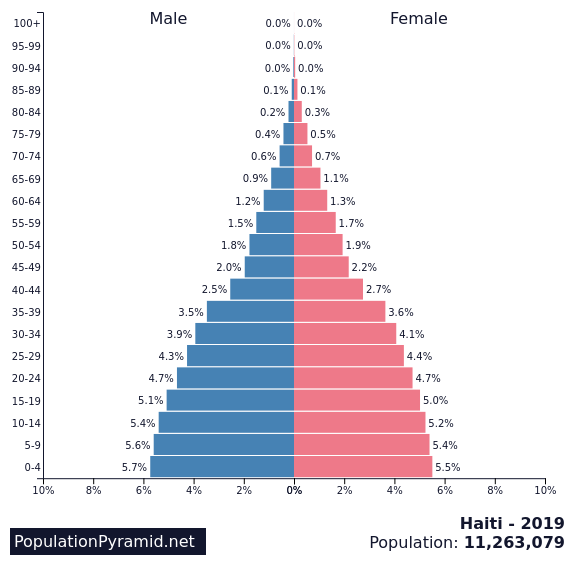 Male Female
100+ 0.0% 0.0%
95-99 0.0% 0.0%
90-94 0.0% 0.0%
85-89 0.1% 0.1%
80-84 0.2% 0.3%
75-79 0.4% 0.5%
70-74 0.6% 0.7%
65-69 0.9% 1.1%
60-64 1.2% 1.3%
55-59 1.5% 1.7%
50-54 1.8% 1.9%
45-49 2.0% 2.2%
40-44 2.5% 2.7%
35-39 3.5% 3.6%
30-34 3.9% 4.1%
25-29 4.3% 4.4%
20-24 4.7% 4.7%
15-19 5.1% 5.0%
10-14 5.4% 5.2%
5-9 5.6% 5.4%
0-4 5.7% 5.5%
10% 8% 6% 4% 2% 0% 2% 4% 6% 8% 10%
Haiti - 2019
PopulationPyramid.net
Population: 11,263,079